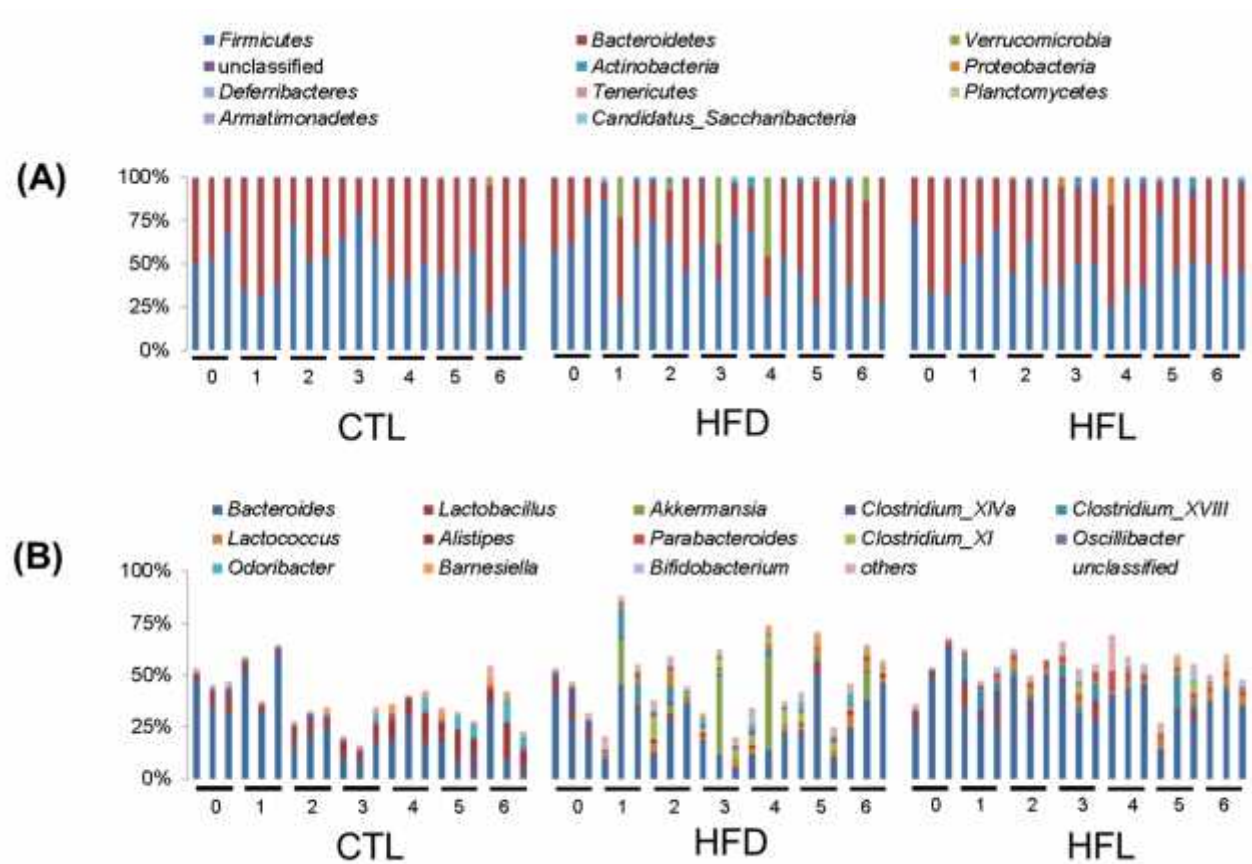 Firmicutes Bacteroidetes Verrucomicrobia
unclassified Actinobacteria Proteobacteria
Deferribacteres Tenericutes Planctomycetes
Armatimonadetes Candidatus_Saccharibacteria
(A)
100%
75%
50%
25%
0%
0 1 2 3 4 5 6 0 1 2 3 4 5 6 0 1 2 3 4 5 6
CTL HFD HFL
Bacteroides Lactobacillus Akkermansia Clostridium_XIVa Clostridium_XVIII
Lactococcus Alistipes Parabacteroides Clostridium_XI Oscillibacter
Odoribacter Barnesiella Bifidobacterium others unclassified
(B)
100%
75%
50%
25%
0%
0 1 2 3 4 5 6 0 1 2 3 4 5 6 0 1 2 3 4 5 6
CTL HFD HFL